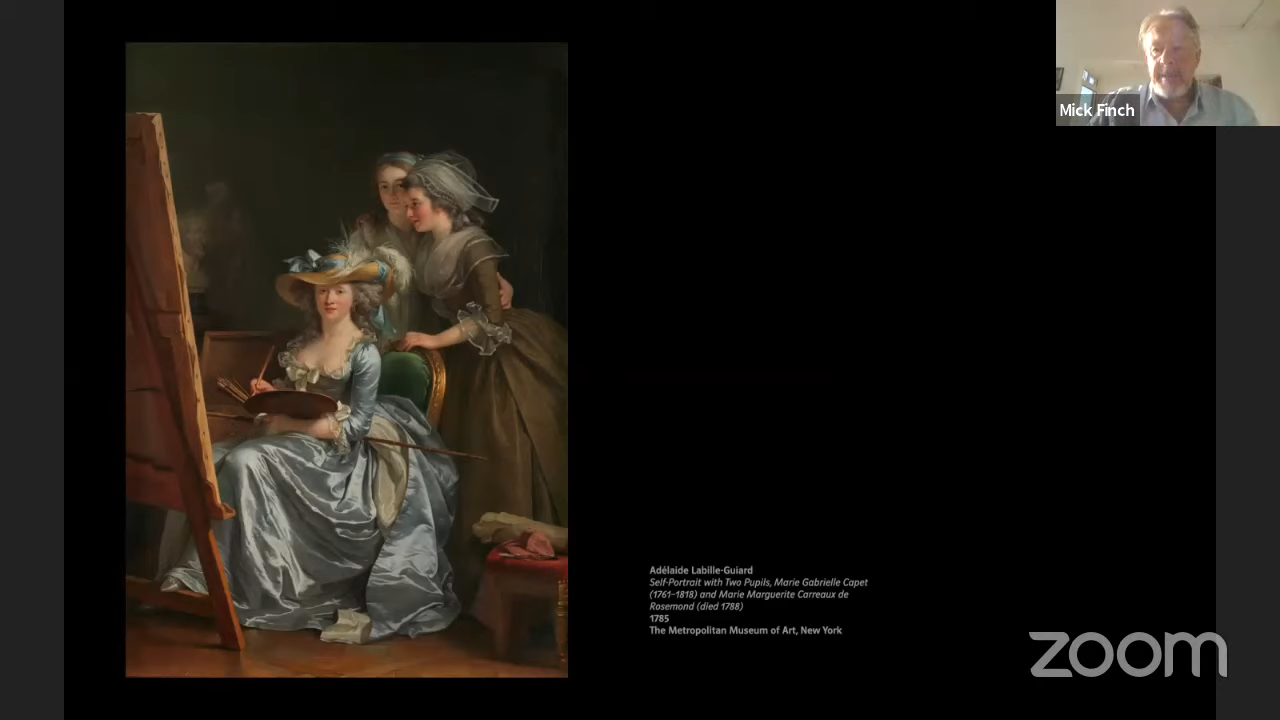 Mick Finch
Adélaide Labille-Guiard
Self-Portrait with Two Pupils, Marie Gabrielle Capet
(1761–1818) and Marie Marguerite Carreaux de
Rosemond (died 1788)
1785
The Metropolitan Museum of Art, New York
zoom